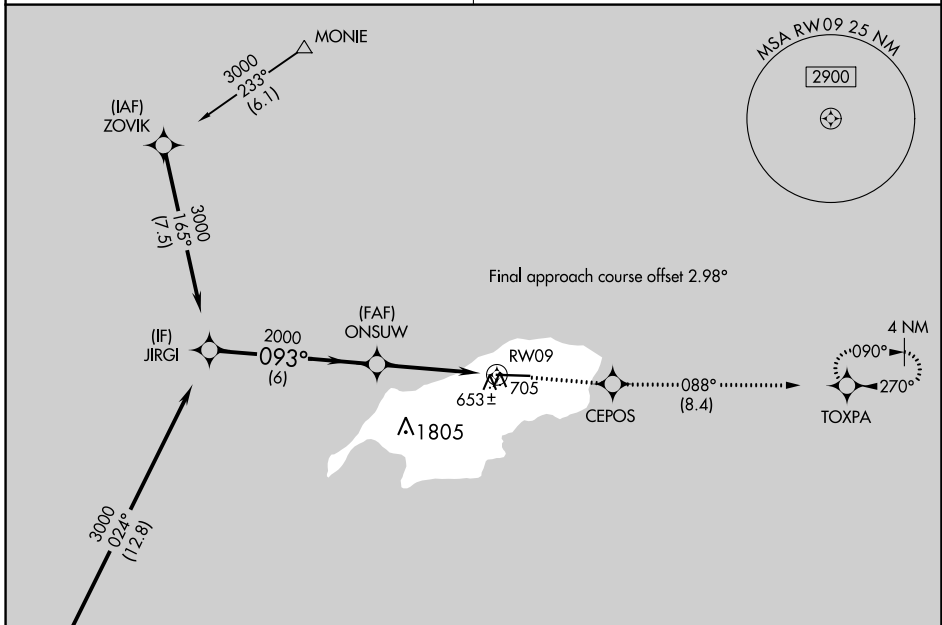 MONIE
MSA RW09 25 NM
2900
3000
233°
(6.1)
(IAF)
ZOVIK
3000
165°
(7.5)
Final approach course offset 2.98°
(IF)
JIRGI
2000
093°
(6)
(FAF)
ONSUW
RW09
705
653±
1805
CEPOS
088°
(8.4)
4 NM
090°
270°
TOXPA
3000
024°
(12.8)